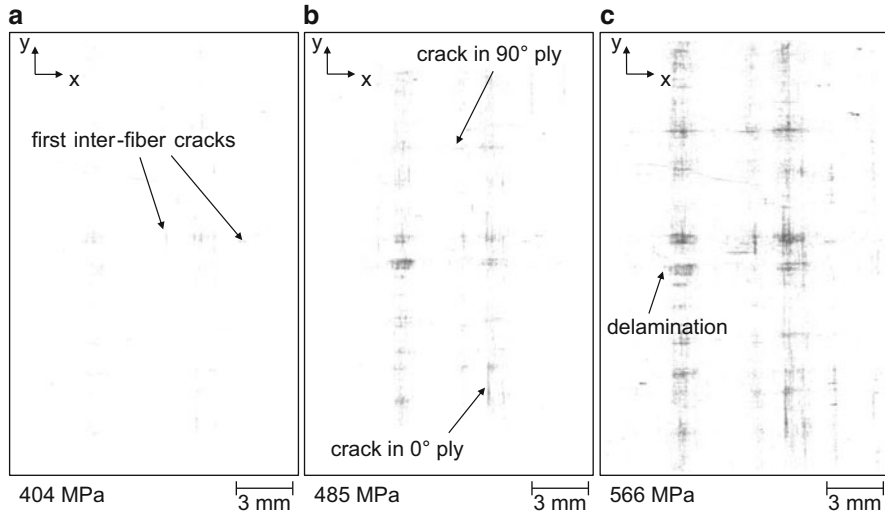 a
y
x
first inter-fiber cracks
404 MPa
3 mm
b
y
x
crack in 90° ply
crack in 0° ply
485 MPa
3 mm
c
y
x
delamination
566 MPa
3 mm